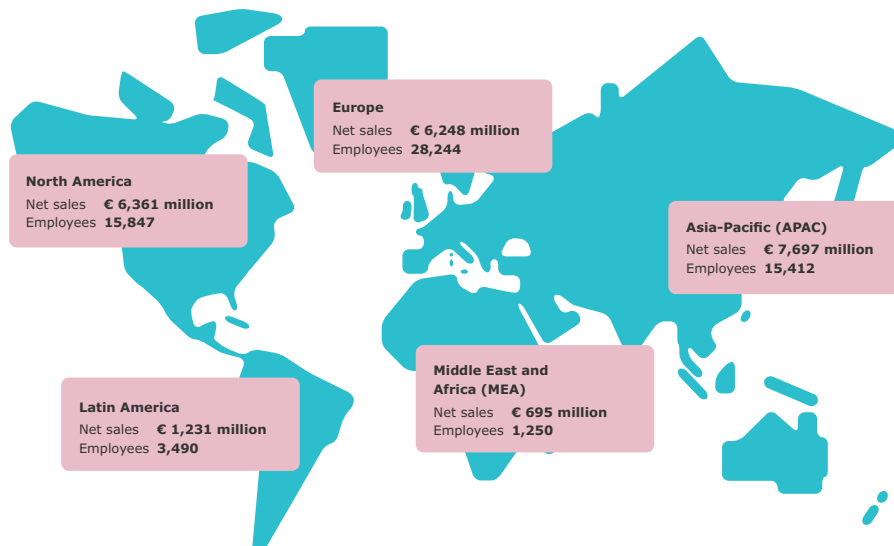 Europe
Net sales € 6,248 million
Employees 28,244
North America
Net sales € 6,361 million
Employees 15,847
Asia-Pacific (APAC)
Net sales € 7,697 million
Employees 15,412
Middle East and
Africa (MEA)
Net sales € 695 million
Employees 1,250
Latin America
Net sales € 1,231 million
Employees 3,490